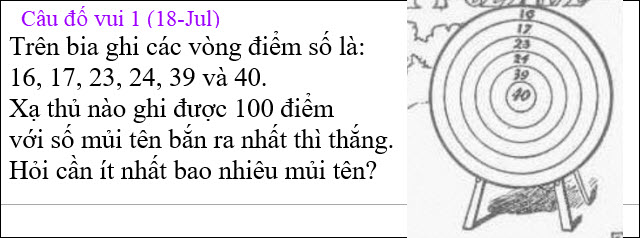 Câu đố vui 1 (18-Jul)
Trên bia ghi các vòng điểm số là:
16, 17, 23, 24, 39 và 40.
Xạ thủ nào ghi được 100 điểm
với số mủi tên bắn ra nhất thì thắng.
Hỏi cần ít nhất bao nhiêu mủi tên?
16
17
23
24
39
40